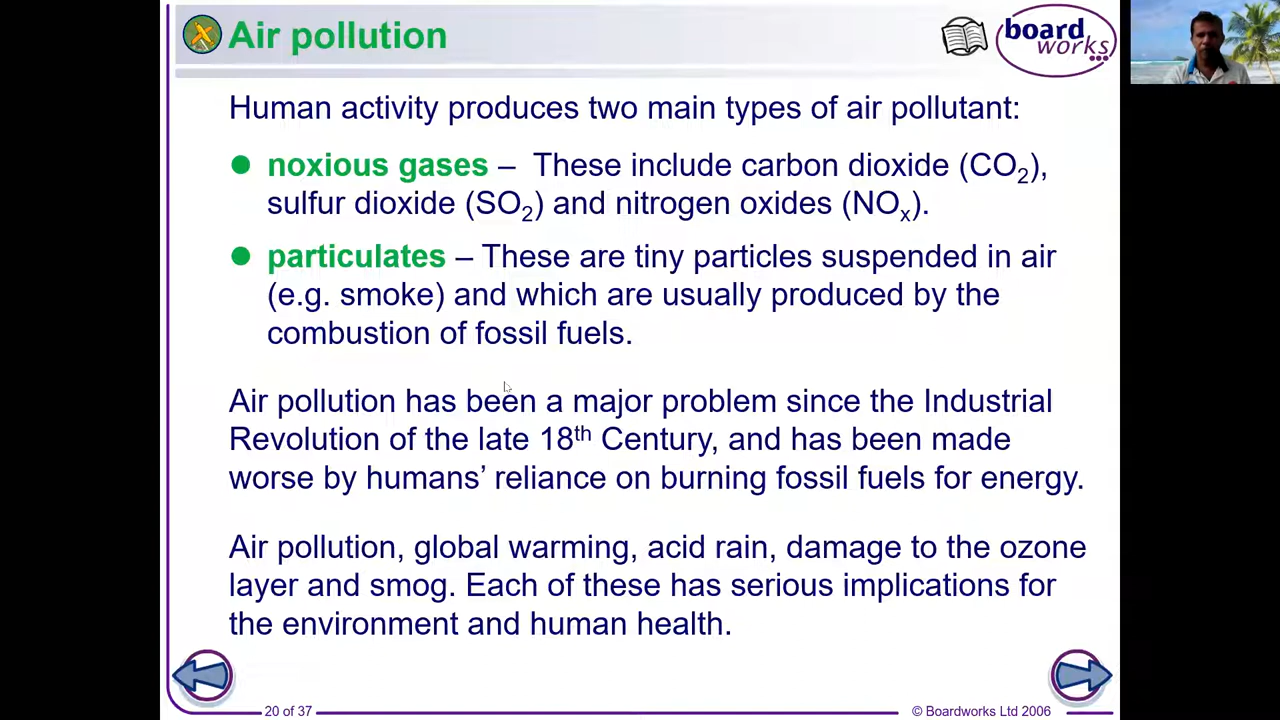 Air pollution
board
works
Human activity produces two main types of air pollutant:
noxious gases – These include carbon dioxide (CO₂),
sulfur dioxide (SO₂) and nitrogen oxides (NOₓ).
particulates – These are tiny particles suspended in air
(e.g. smoke) and which are usually produced by the
combustion of fossil fuels.
Air pollution has been a major problem since the Industrial
Revolution of the late 18th Century, and has been made
worse by humans’ reliance on burning fossil fuels for energy.
Air pollution, global warming, acid rain, damage to the ozone
layer and smog. Each of these has serious implications for
the environment and human health.
20 of 37
© Boardworks Ltd 2006